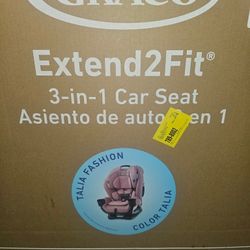 GRACO
Extend2Fit®
3-in-1 Car Seat
Asiento de auto en 1
TALIA FASHION
COLOR TALIA